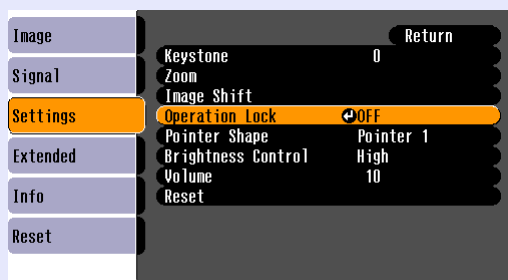 Image
Signal
Settings
Extended
Info
Reset
Return
Keystone 0
Zoom
Image Shift
Operation Lock OFF
Pointer Shape Pointer 1
Brightness Control High
Volume 10
Reset